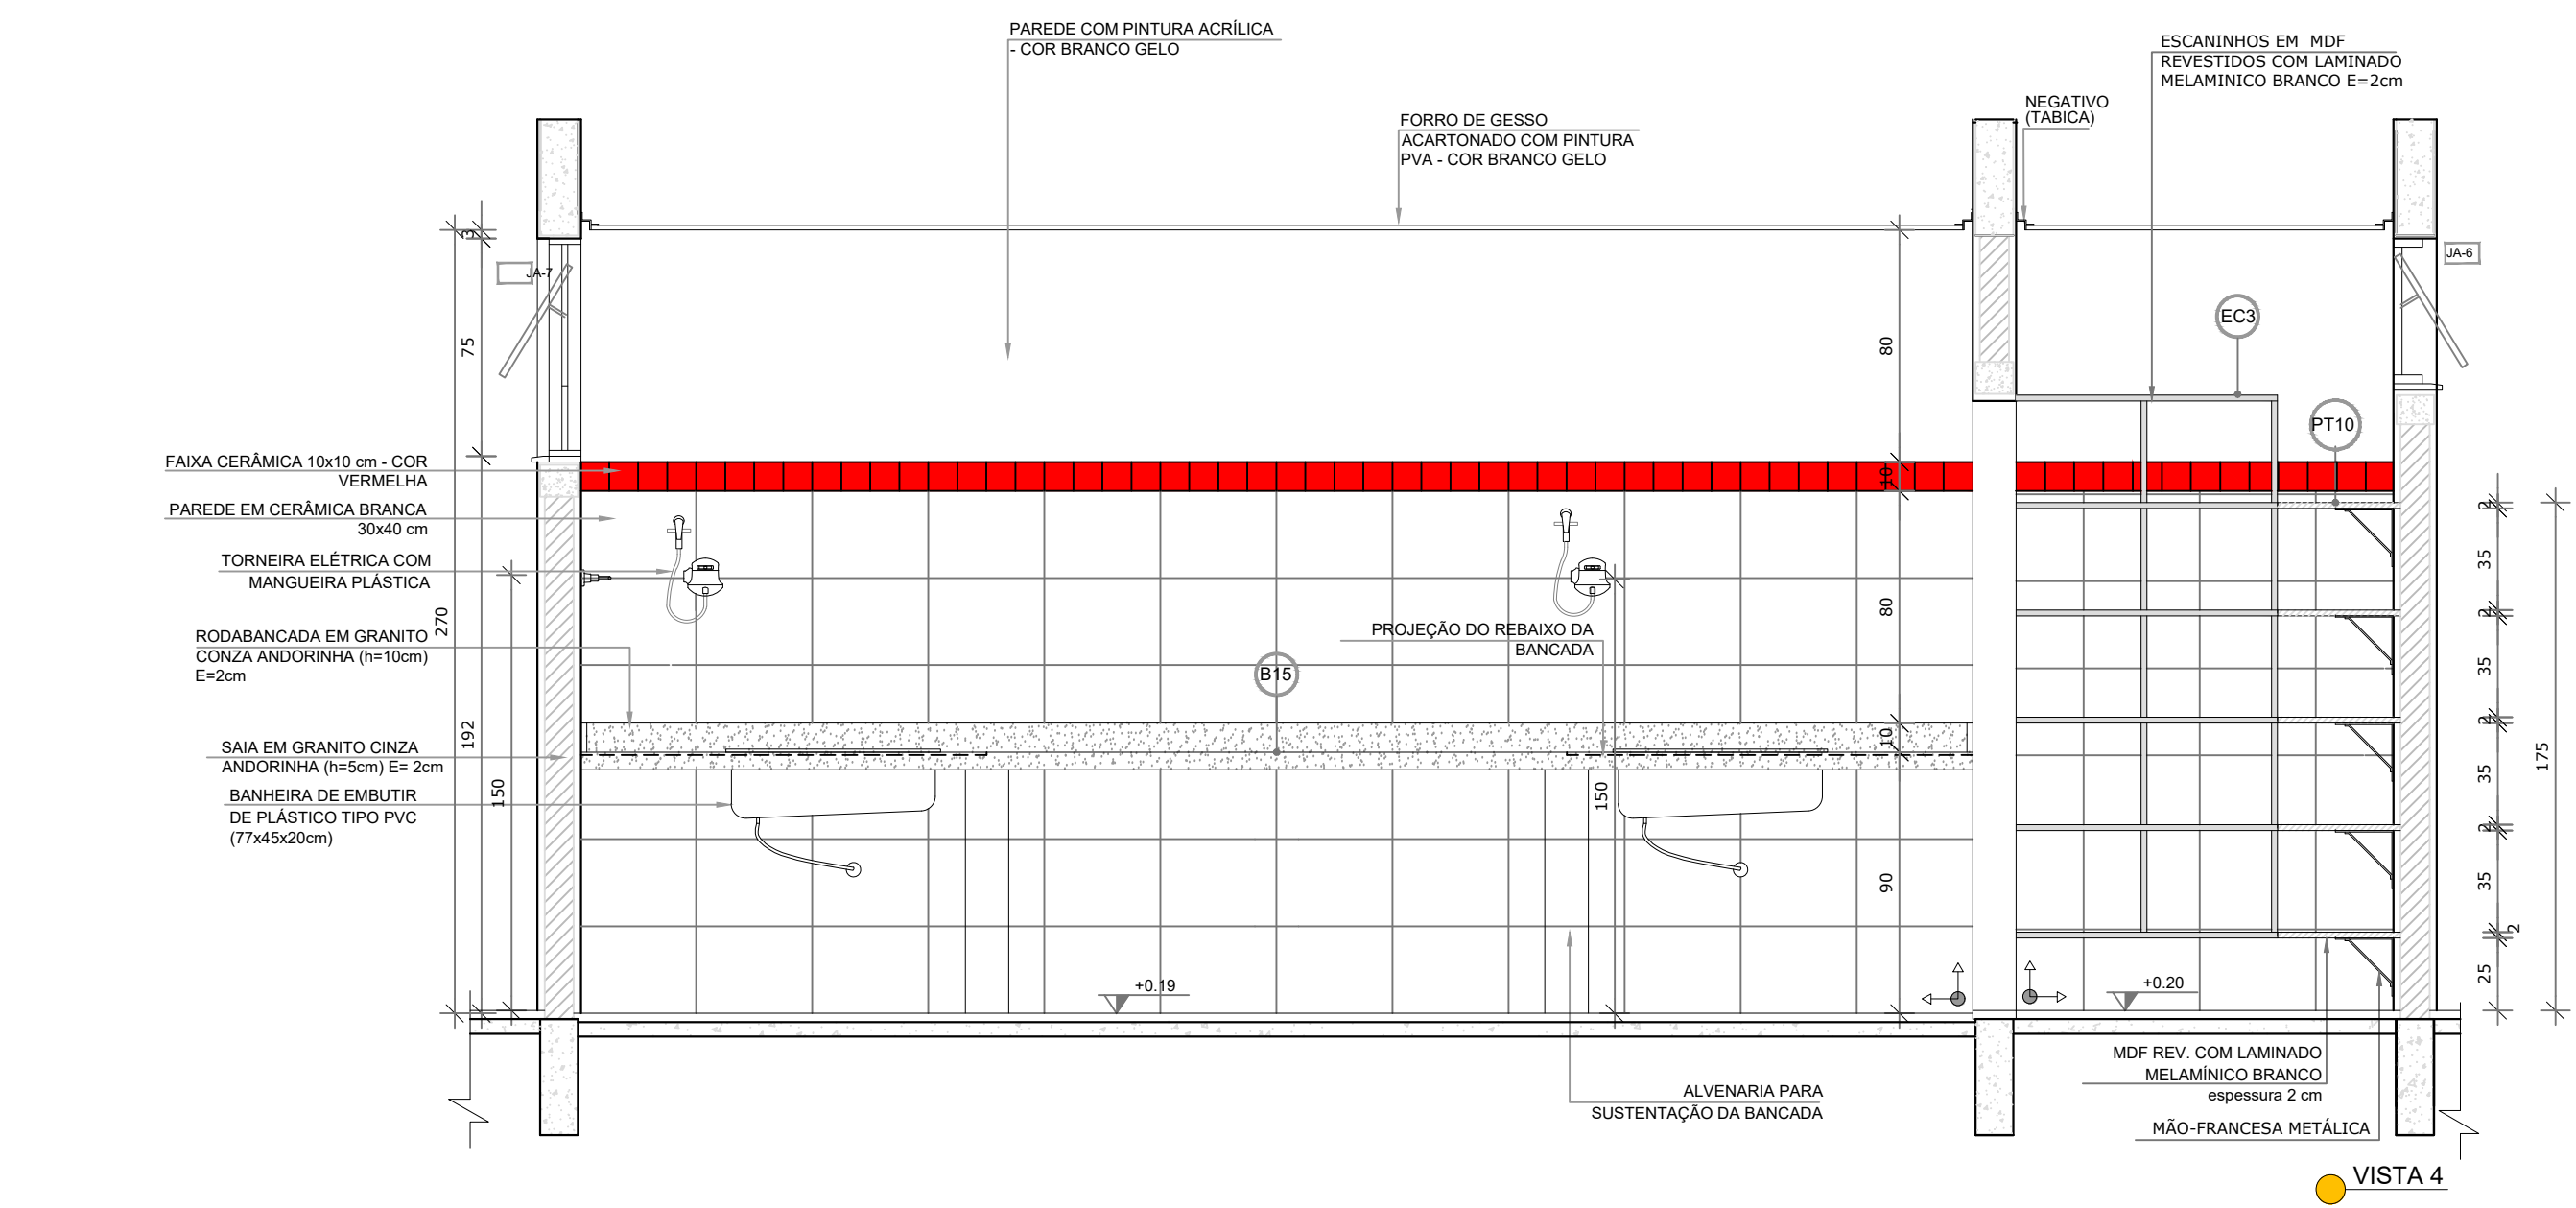 PAREDE COM PINTURA ACRÍLICA
- COR BRANCO GELO
ESCANINHOS EM MDF
REVESTIDOS COM LAMINADO
MELAMINICO BRANCO E=2cm
NEGATIVO
(TABICA)
FORRO DE GESSO
ACARTONADO COM PINTURA
PVA - COR BRANCO GELO
3
JA-7
JA-6
75
80
EC3
PT10
FAIXA CERÂMICA 10x10 cm - COR
VERMELHA
10
PAREDE EM CERÂMICA BRANCA
30x40 cm
2
TORNEIRA ELÉTRICA COM
MANGUEIRA PLÁSTICA
35
270
80
2
RODABANCADA EM GRANITO
CONZA ANDORINHA (h=10cm)
E=2cm
PROJEÇÃO DO REBAIXO DA
BANCADA
B15
35
192
10
2
SAIA EM GRANITO CINZA
ANDORINHA (h=5cm) E= 2cm
175
35
150
150
BANHEIRA DE EMBUTIR
DE PLÁSTICO TIPO PVC
(77x45x20cm)
2
90
35
2
25
+0.19
+0.20
MDF REV. COM LAMINADO
MELAMÍNICO BRANCO
espessura 2 cm
ALVENARIA PARA
SUSTENTAÇÃO DA BANCADA
MÃO-FRANCESA METÁLICA
VISTA 4